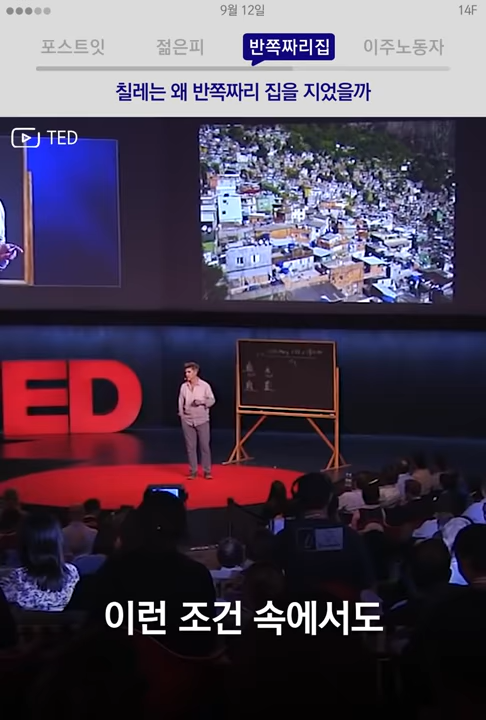 9월 12일
14F
포스트잇
젊은피
반쪽짜리집
이주노동자
칠레는 왜 반쪽짜리 집을 지었을까
TED
ED
이런 조건 속에서도